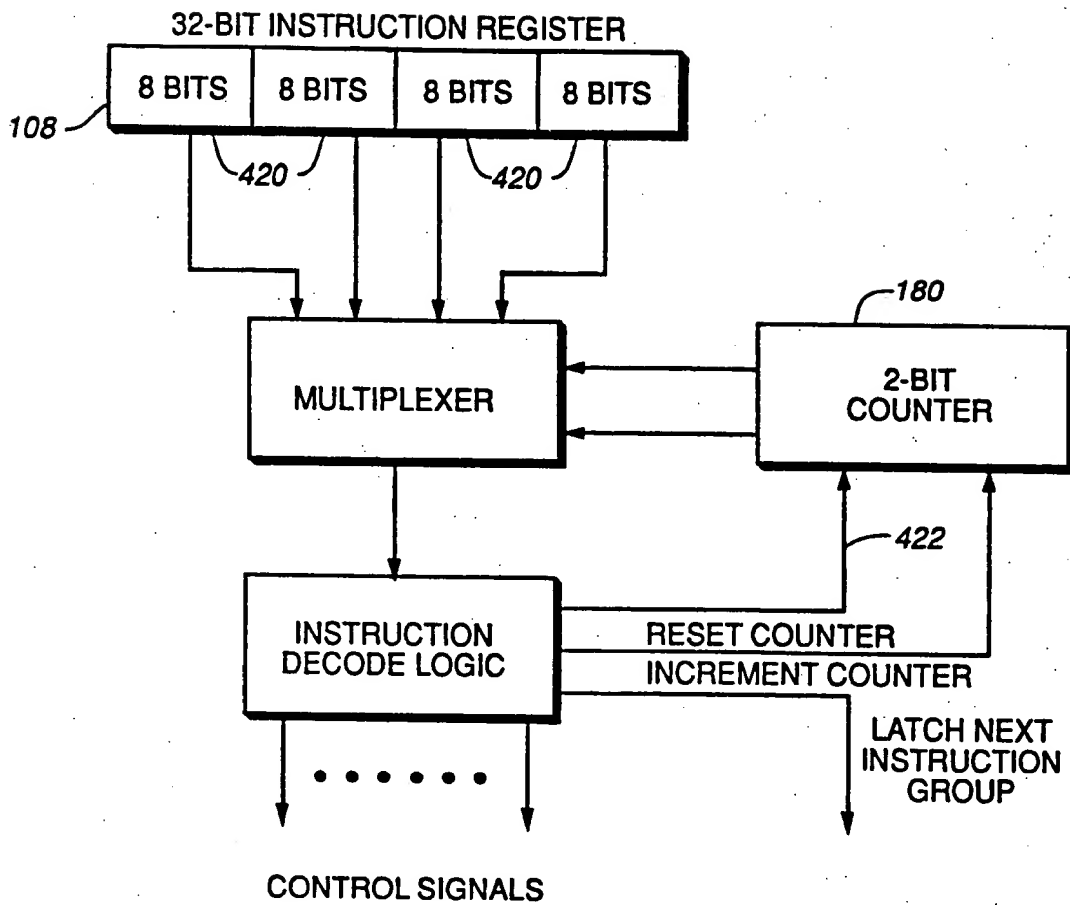 32-BIT INSTRUCTION REGISTER
8 BITS 8 BITS 8 BITS 8 BITS
108
420 420
180
MULTIPLEXER
2-BIT
COUNTER
422
INSTRUCTION
DECODE LOGIC
RESET COUNTER
INCREMENT COUNTER
LATCH NEXT
INSTRUCTION
GROUP
CONTROL SIGNALS